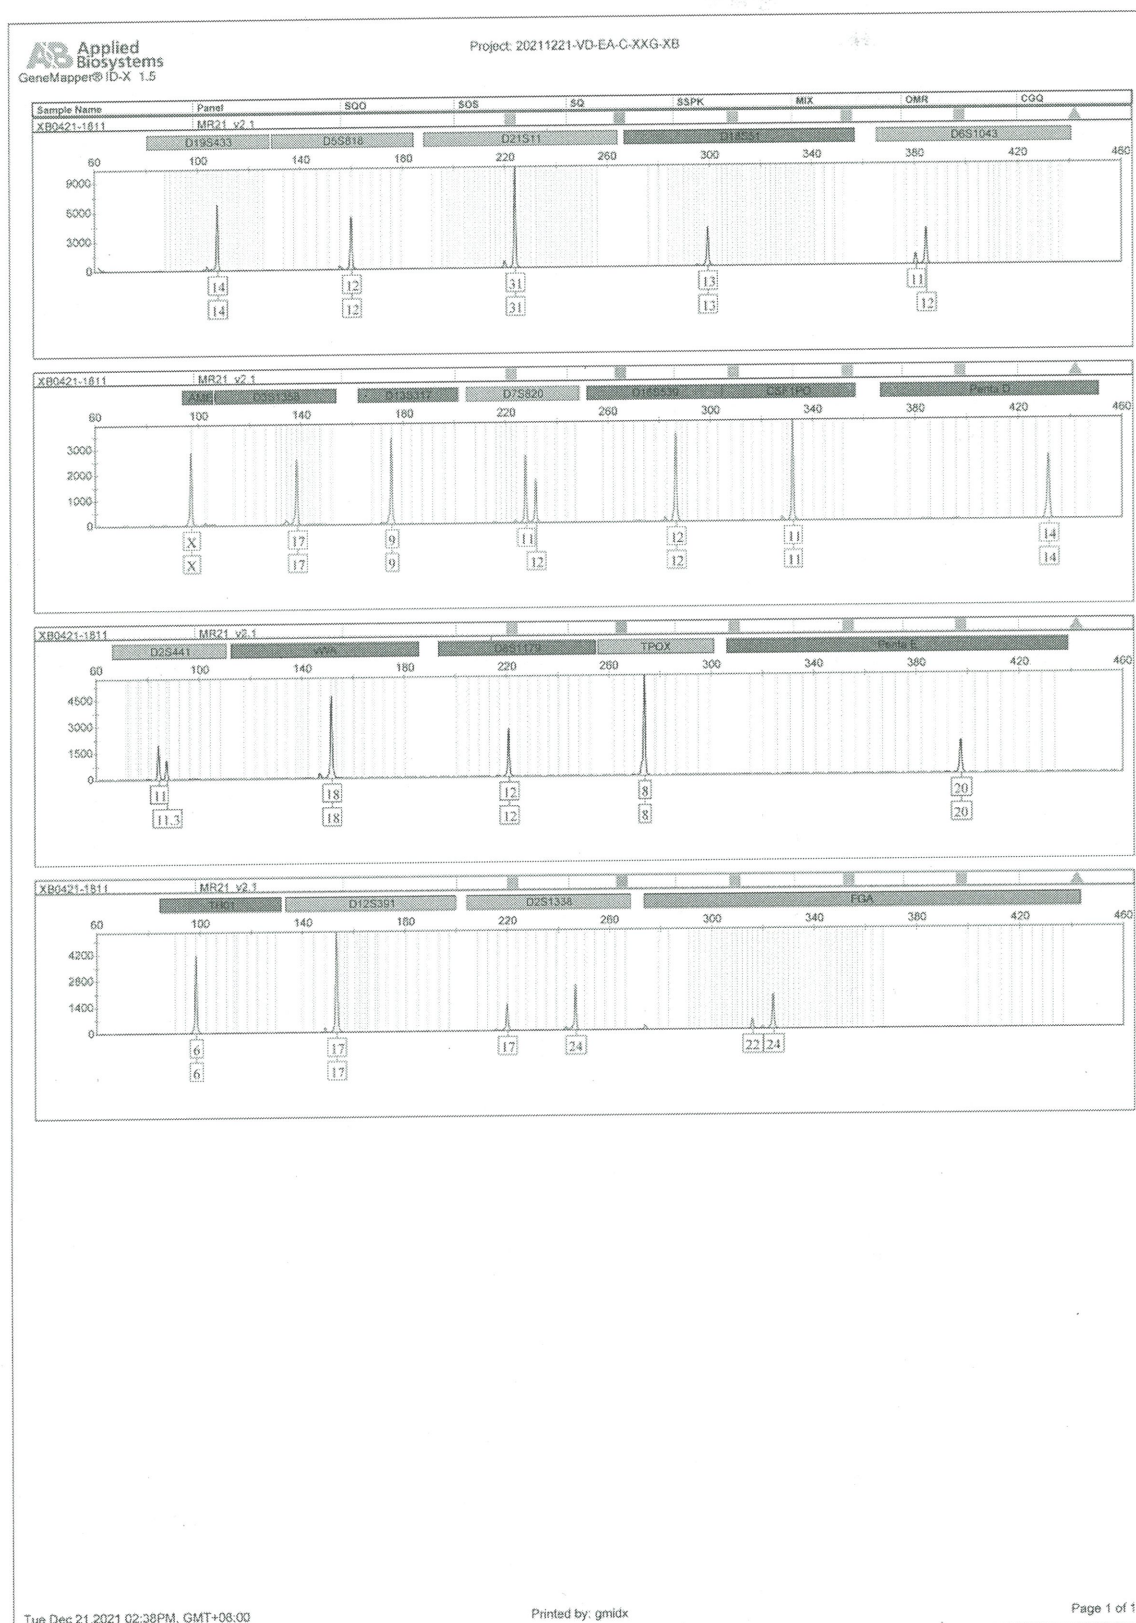 AB Applied Biosystems
GeneMapper® ID-X 1.5
Project: 20211221-VD-EA-C-XXG-XB
Sample Name Panel SQO SOS SQ SSPK MIX OMR CGQ
XB0421-1811 MR21_v2.1
D19S433 D5S818 D21S11 D18S51 D6S1043
60 100 140 180 220 260 300 340 380 420 460
9000
6000
3000
0
14 12 31 13 11
14 12 31 13 12
XB0421-1811 MR21_v2.1
AME D3S1358 D13S317 D7S820 D16S539 CSF1PO Penta D
60 100 140 180 220 260 300 340 380 420 460
3000
2000
1000
0
X 17 9 11 12 11 14
X 17 9 12 12 11 14
XB0421-1811 MR21_v2.1
D2S441 vWA D8S1179 TPOX Penta E
60 100 140 180 220 260 300 340 380 420 460
4500
3000
1500
0
11 18 12 8 20
11.3 18 12 8 20
XB0421-1811 MR21_v2.1
TH01 D12S391 D2S1338 FGA
60 100 140 180 220 260 300 340 380 420 460
4200
2800
1400
0
6 17 17 24 22 24
6 17
Tue Dec 21,2021 02:38PM, GMT+08:00
Printed by: gmidx
Page 1 of 1